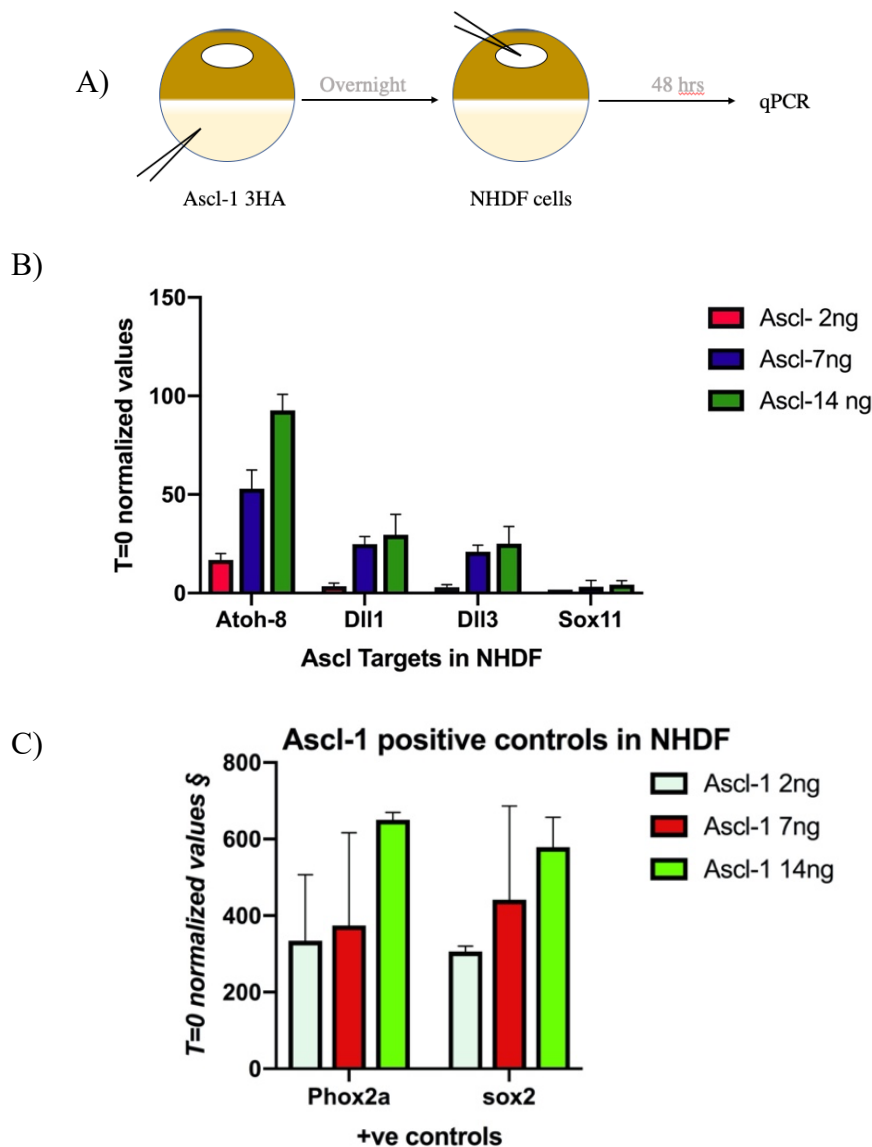 A)
Overnight
48 hrs
qPCR
Ascl-1 3HA
NHDF cells
B)
T=0 normalized values
150
100
50
0
Atoh-8
Dll1
Dll3
Sox11
Ascl Targets in NHDF
Ascl- 2ng
Ascl-7ng
Ascl-14 ng
C)
Ascl-1 positive controls in NHDF
T=0 normalized values §
800
600
400
200
0
Phox2a
sox2
+ve controls
Ascl-1 2ng
Ascl-1 7ng
Ascl-1 14ng